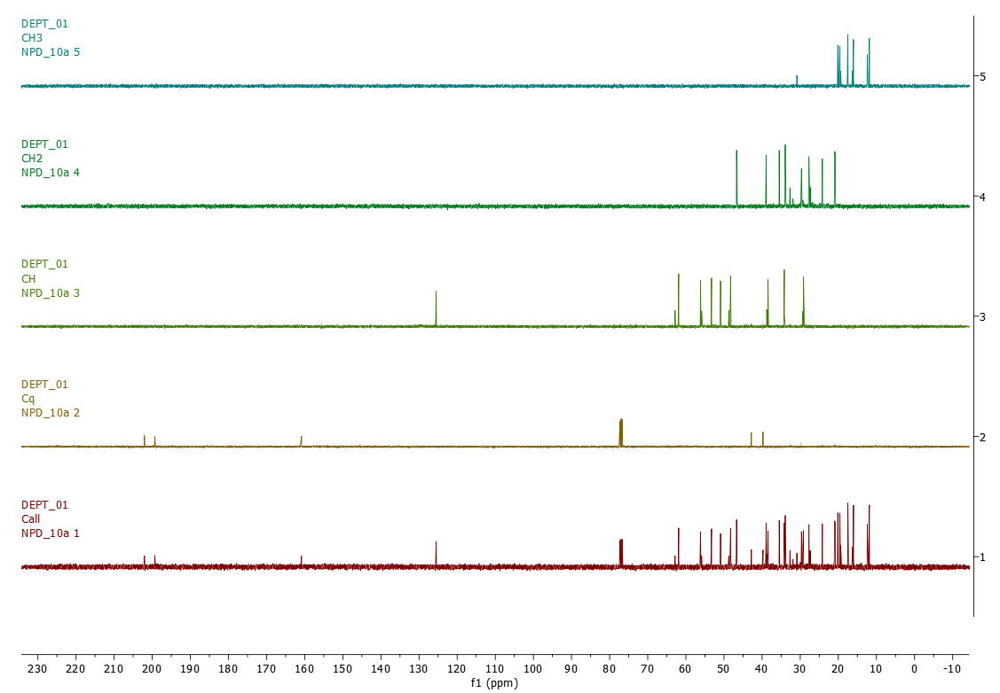 DEPT_01
CH3
NPD_10a 5
5
DEPT_01
CH2
NPD_10a 4
4
DEPT_01
CH
NPD_10a 3
3
DEPT_01
Cq
NPD_10a 2
2
DEPT_01
Call
NPD_10a 1
1
230 220 210 200 190 180 170 160 150 140 130 120 110 100 90 80 70 60 50 40 30 20 10 0 -10
f1 (ppm)